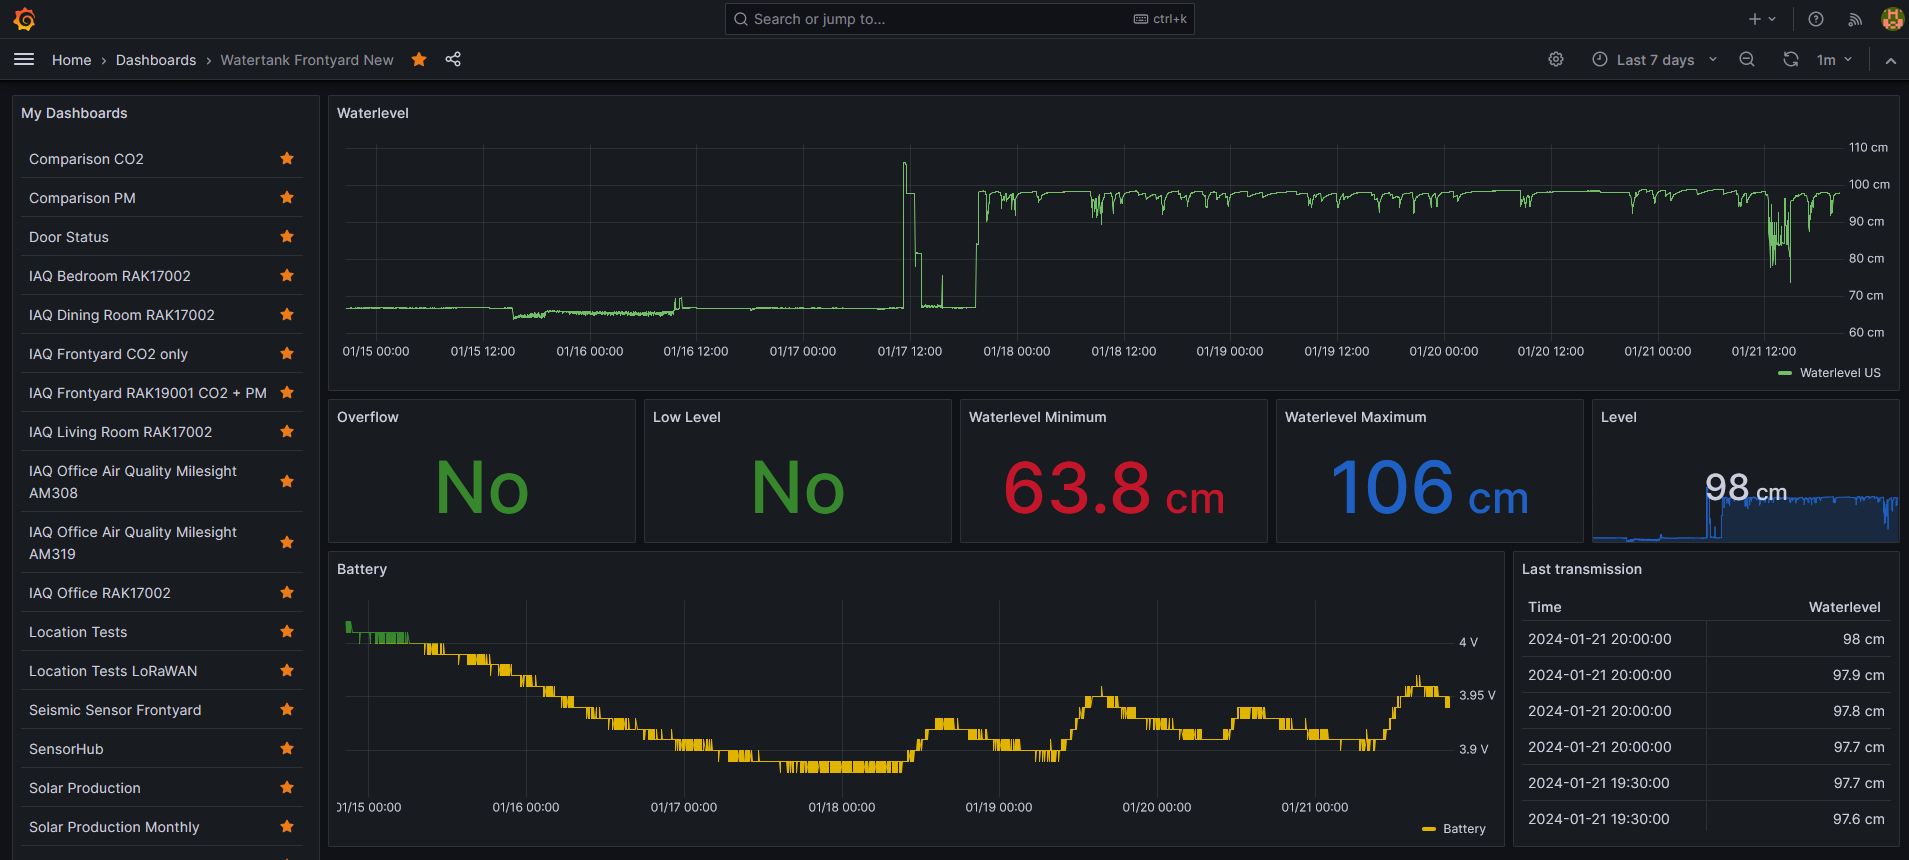 Search or jump to...
ctrl+k
Home › Dashboards › Watertank Frontyard New
Last 7 days
1m
My Dashboards
Comparison CO2
Comparison PM
Door Status
IAQ Bedroom RAK17002
IAQ Dining Room RAK17002
IAQ Frontyard CO2 only
IAQ Frontyard RAK19001 CO2 + PM
IAQ Living Room RAK17002
IAQ Office Air Quality Milesight
AM308
IAQ Office Air Quality Milesight
AM319
IAQ Office RAK17002
Location Tests
Location Tests LoRaWAN
Seismic Sensor Frontyard
SensorHub
Solar Production
Solar Production Monthly
Waterlevel
110 cm
100 cm
90 cm
80 cm
70 cm
60 cm
01/15 00:00 01/15 12:00 01/16 00:00 01/16 12:00 01/17 00:00 01/17 12:00 01/18 00:00 01/18 12:00 01/19 00:00 01/19 12:00 01/20 00:00 01/20 12:00 01/21 00:00 01/21 12:00
Waterlevel US
Overflow
No
Low Level
No
Waterlevel Minimum
63.8 cm
Waterlevel Maximum
106 cm
Level
98 cm
Battery
4 V
3.95 V
3.9 V
01/15 00:00 01/16 00:00 01/17 00:00 01/18 00:00 01/19 00:00 01/20 00:00 01/21 00:00
Battery
Last transmission
Time Waterlevel
2024-01-21 20:00:00 98 cm
2024-01-21 20:00:00 97.9 cm
2024-01-21 20:00:00 97.8 cm
2024-01-21 20:00:00 97.7 cm
2024-01-21 19:30:00 97.7 cm
2024-01-21 19:30:00 97.6 cm